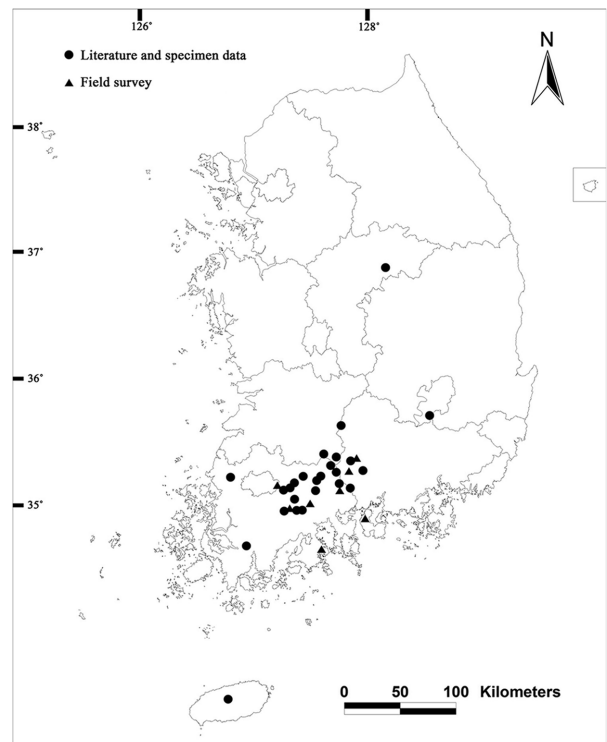 126°
128°
Literature and specimen data
Field survey
N
38°
37°
36°
35°
0 50 100 Kilometers